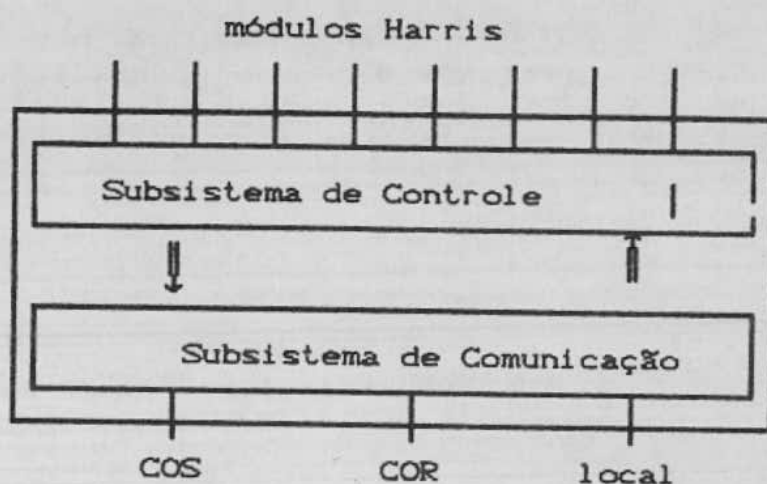 módulos Harris
Subsistema de Controle
Subsistema de Comunicação
COS COR local